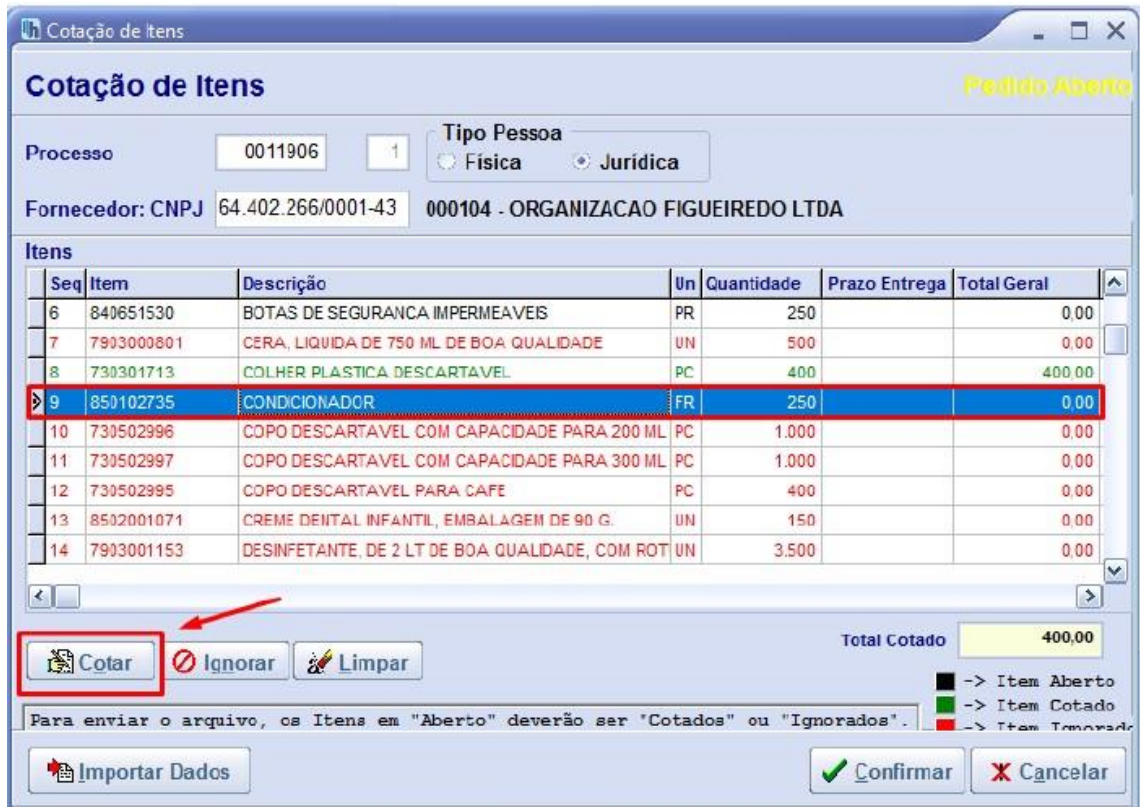 Cotação de Itens
Cotação de Itens Pedido Aberto
Processo 0011906 1 Tipo Pessoa Física Jurídica
Fornecedor: CNPJ 64.402.266/0001-43 000104 - ORGANIZACAO FIGUEIREDO LTDA
Itens
Seq Item Descrição Un Quantidade Prazo Entrega Total Geral
6 840651530 BOTAS DE SEGURANCA IMPERMEAVEIS PR 250 0,00
7 7903000801 CERA, LIQUIDA DE 750 ML DE BOA QUALIDADE UN 500 0,00
8 730301713 COLHER PLASTICA DESCARTAVEL PC 400 400,00
9 850102735 CONDICIONADOR FR 250 0,00
10 730502996 COPO DESCARTAVEL COM CAPACIDADE PARA 200 ML PC 1.000 0,00
11 730502997 COPO DESCARTAVEL COM CAPACIDADE PARA 300 ML PC 1.000 0,00
12 730502995 COPO DESCARTAVEL PARA CAFE PC 400 0,00
13 8502001071 CREME DENTAL INFANTIL, EMBALAGEM DE 90 G. UN 150 0,00
14 7903001153 DESINFETANTE, DE 2 LT DE BOA QUALIDADE, COM ROT UN 3.500 0,00
Total Cotado 400,00
Cotar Ignorar Limpar
-> Item Aberto
-> Item Cotado
-> Item Ignorad
Para enviar o arquivo, os Itens em "Aberto" deverão ser "Cotados" ou "Ignorados".
Importar Dados Confirmar Cancelar